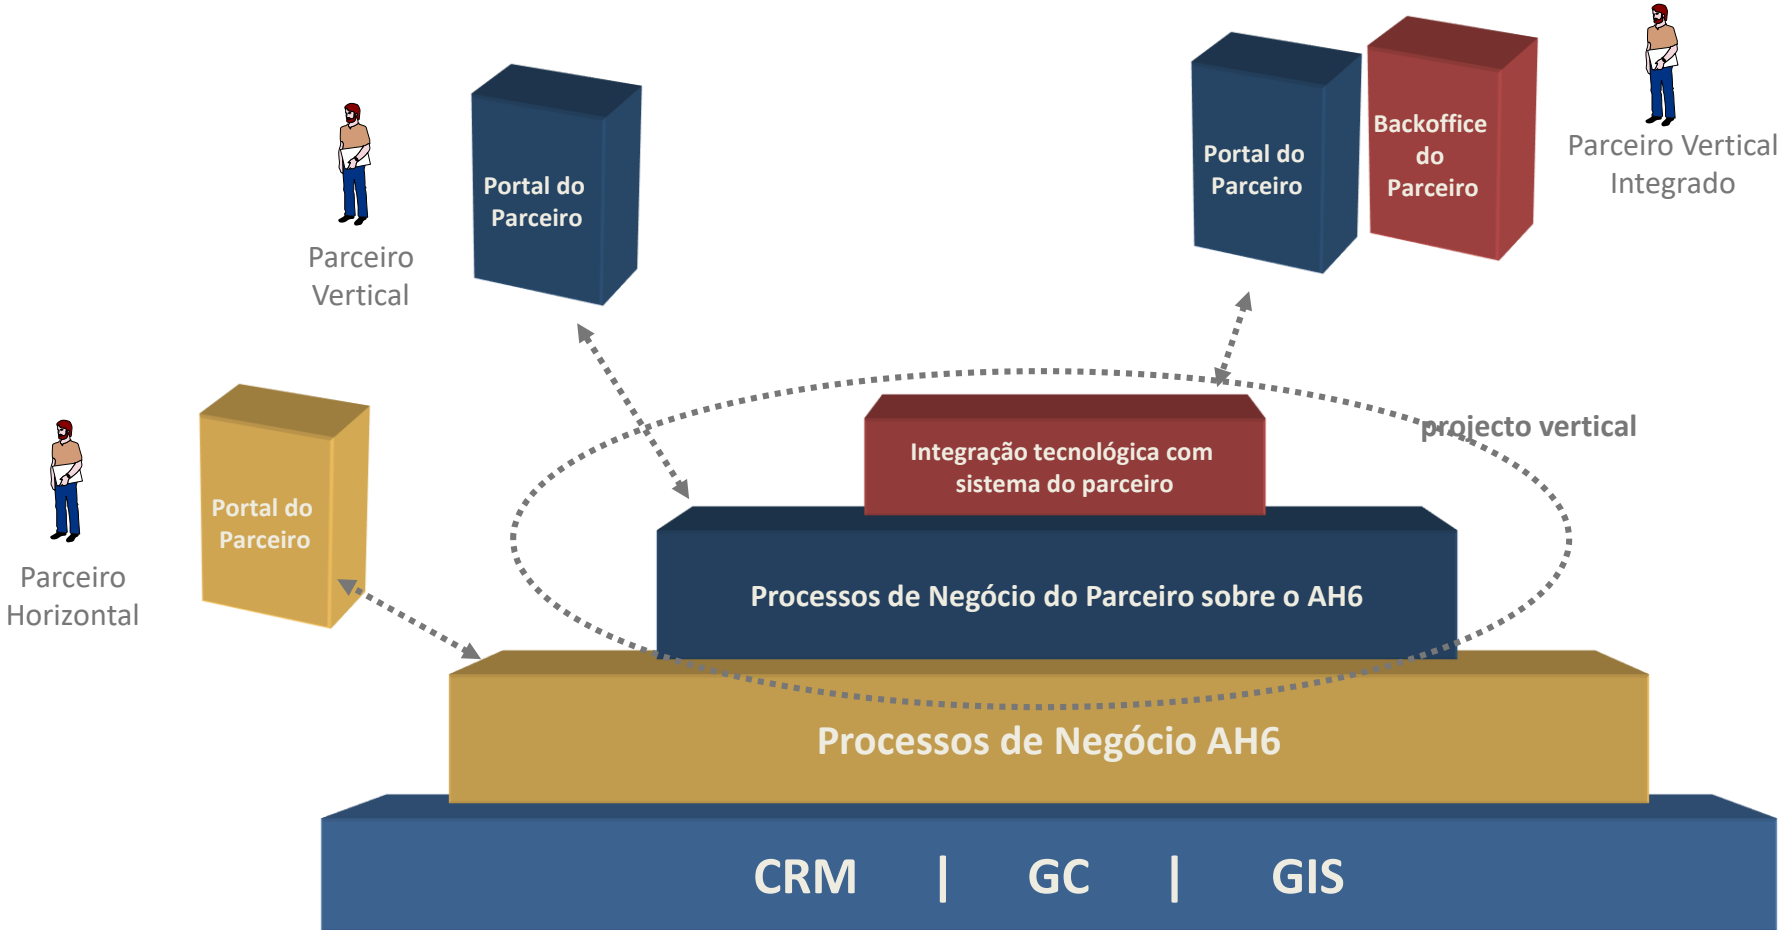 Backoffice
do
Parceiro
Portal do
Parceiro
Parceiro Vertical
Integrado
Portal do
Parceiro
Parceiro
Vertical
projecto vertical
Integração tecnológica com
sistema do parceiro
Portal do
Parceiro
Parceiro
Horizontal
Processos de Negócio do Parceiro sobre o AH6
Processos de Negócio AH6
CRM | GC | GIS